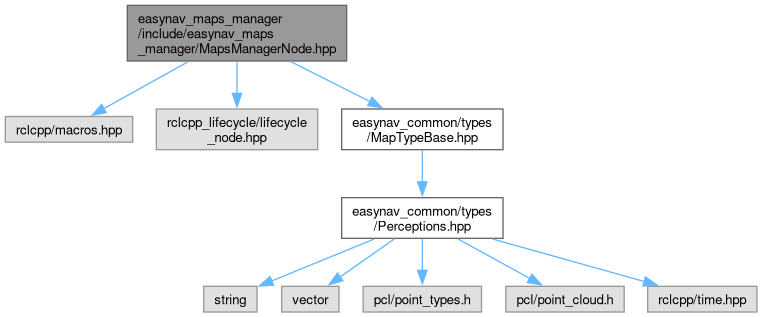 easynav_maps_manager
/include/easynav_maps
_manager/MapsManagerNode.hpp
rclcpp/macros.hpp
rclcpp_lifecycle/lifecycle
_node.hpp
easynav_common/types
/MapTypeBase.hpp
easynav_common/types
/Perceptions.hpp
string
vector
pcl/point_types.h
pcl/point_cloud.h
rclcpp/time.hpp